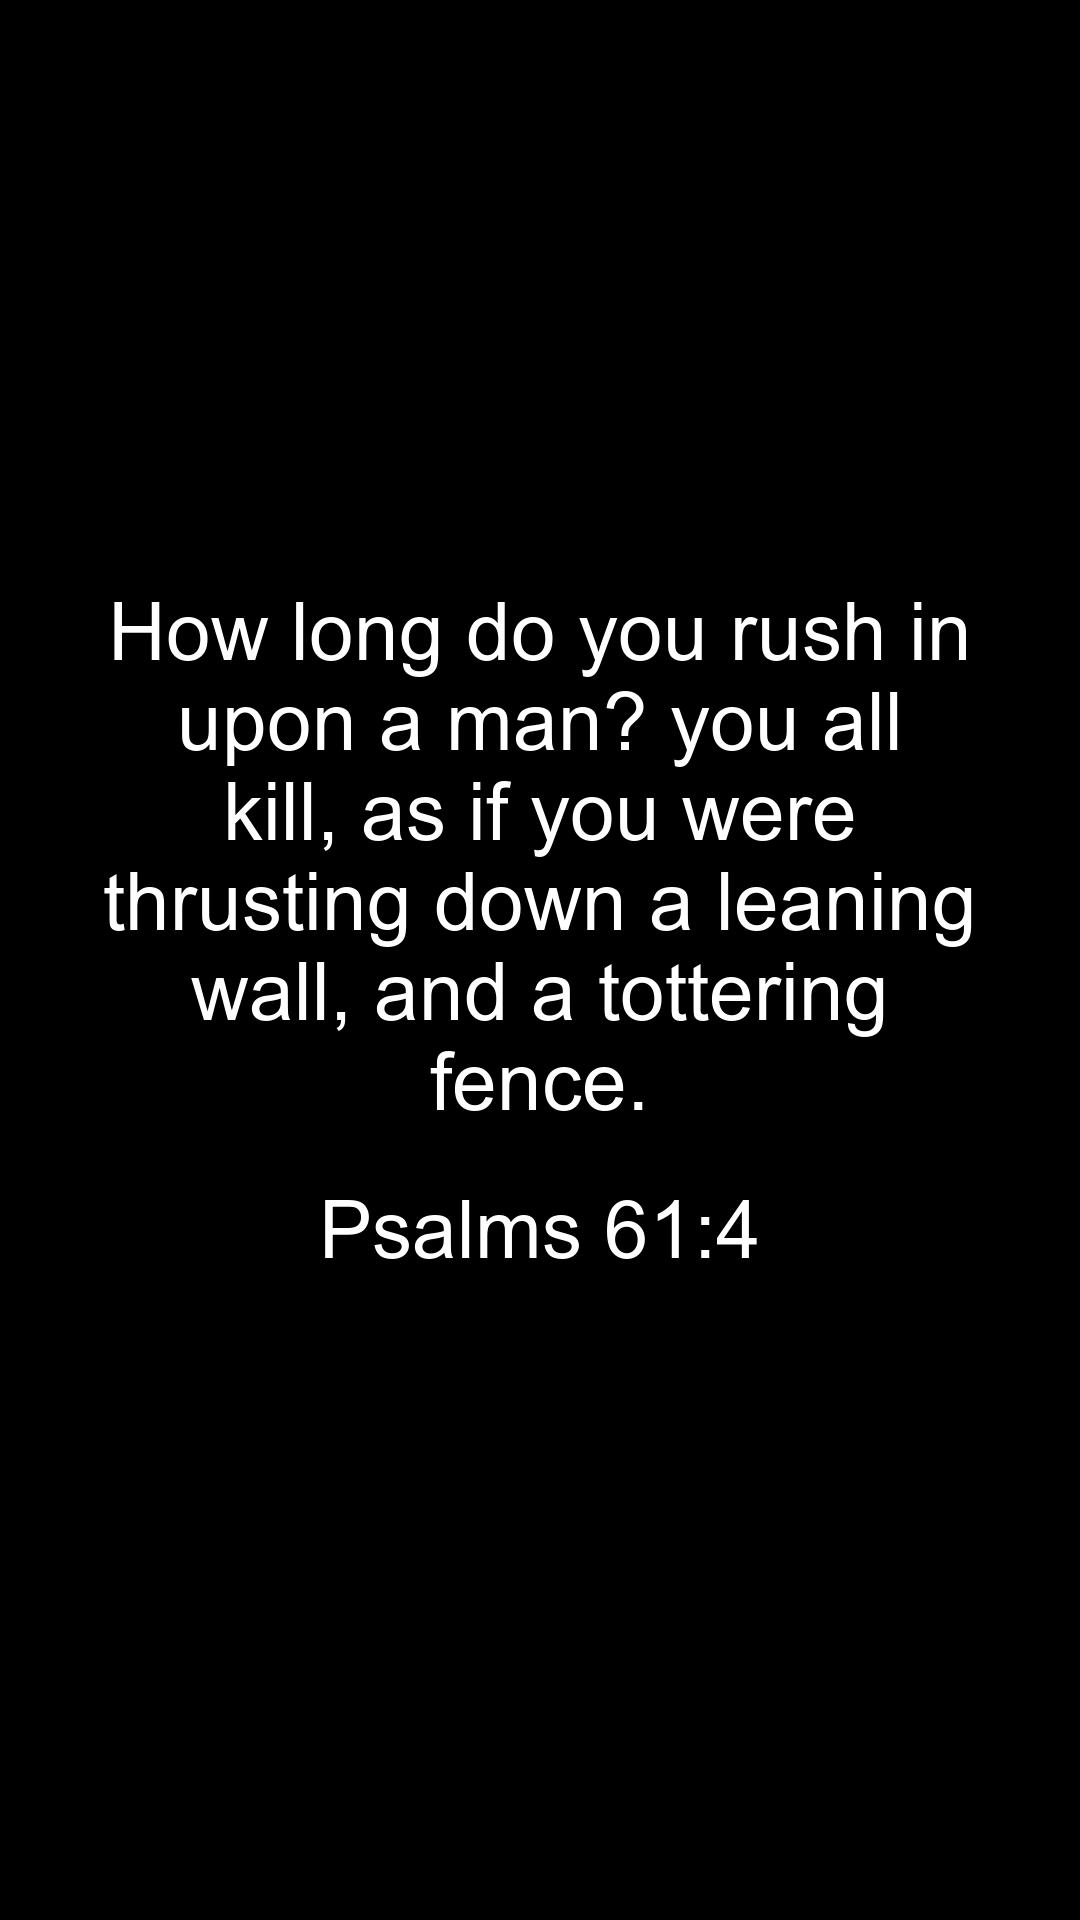 How long do you rush in
upon a man? you all
kill, as if you were
thrusting down a leaning
wall, and a tottering
fence.
Psalms 61:4